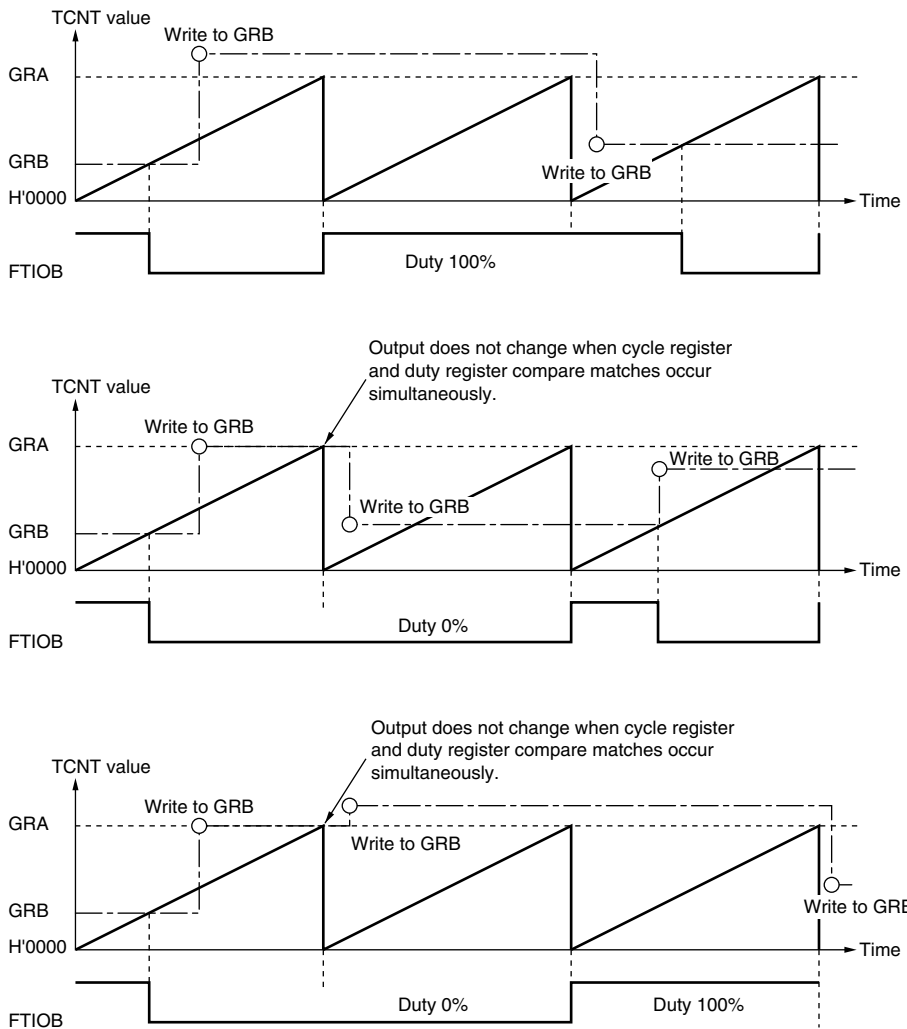 TCNT value
Write to GRB
GRA
GRB
Write to GRB
H'0000
Time
Duty 100%
FTIOB
Output does not change when cycle register
and duty register compare matches occur
simultaneously.
TCNT value
Write to GRB
GRA
Write to GRB
Write to GRB
GRB
H'0000
Time
Duty 0%
FTIOB
Output does not change when cycle register
and duty register compare matches occur
simultaneously.
TCNT value
Write to GRB
GRA
Write to GRB
GRB
Write to GRB
H'0000
Time
Duty 0% Duty 100%
FTIOB